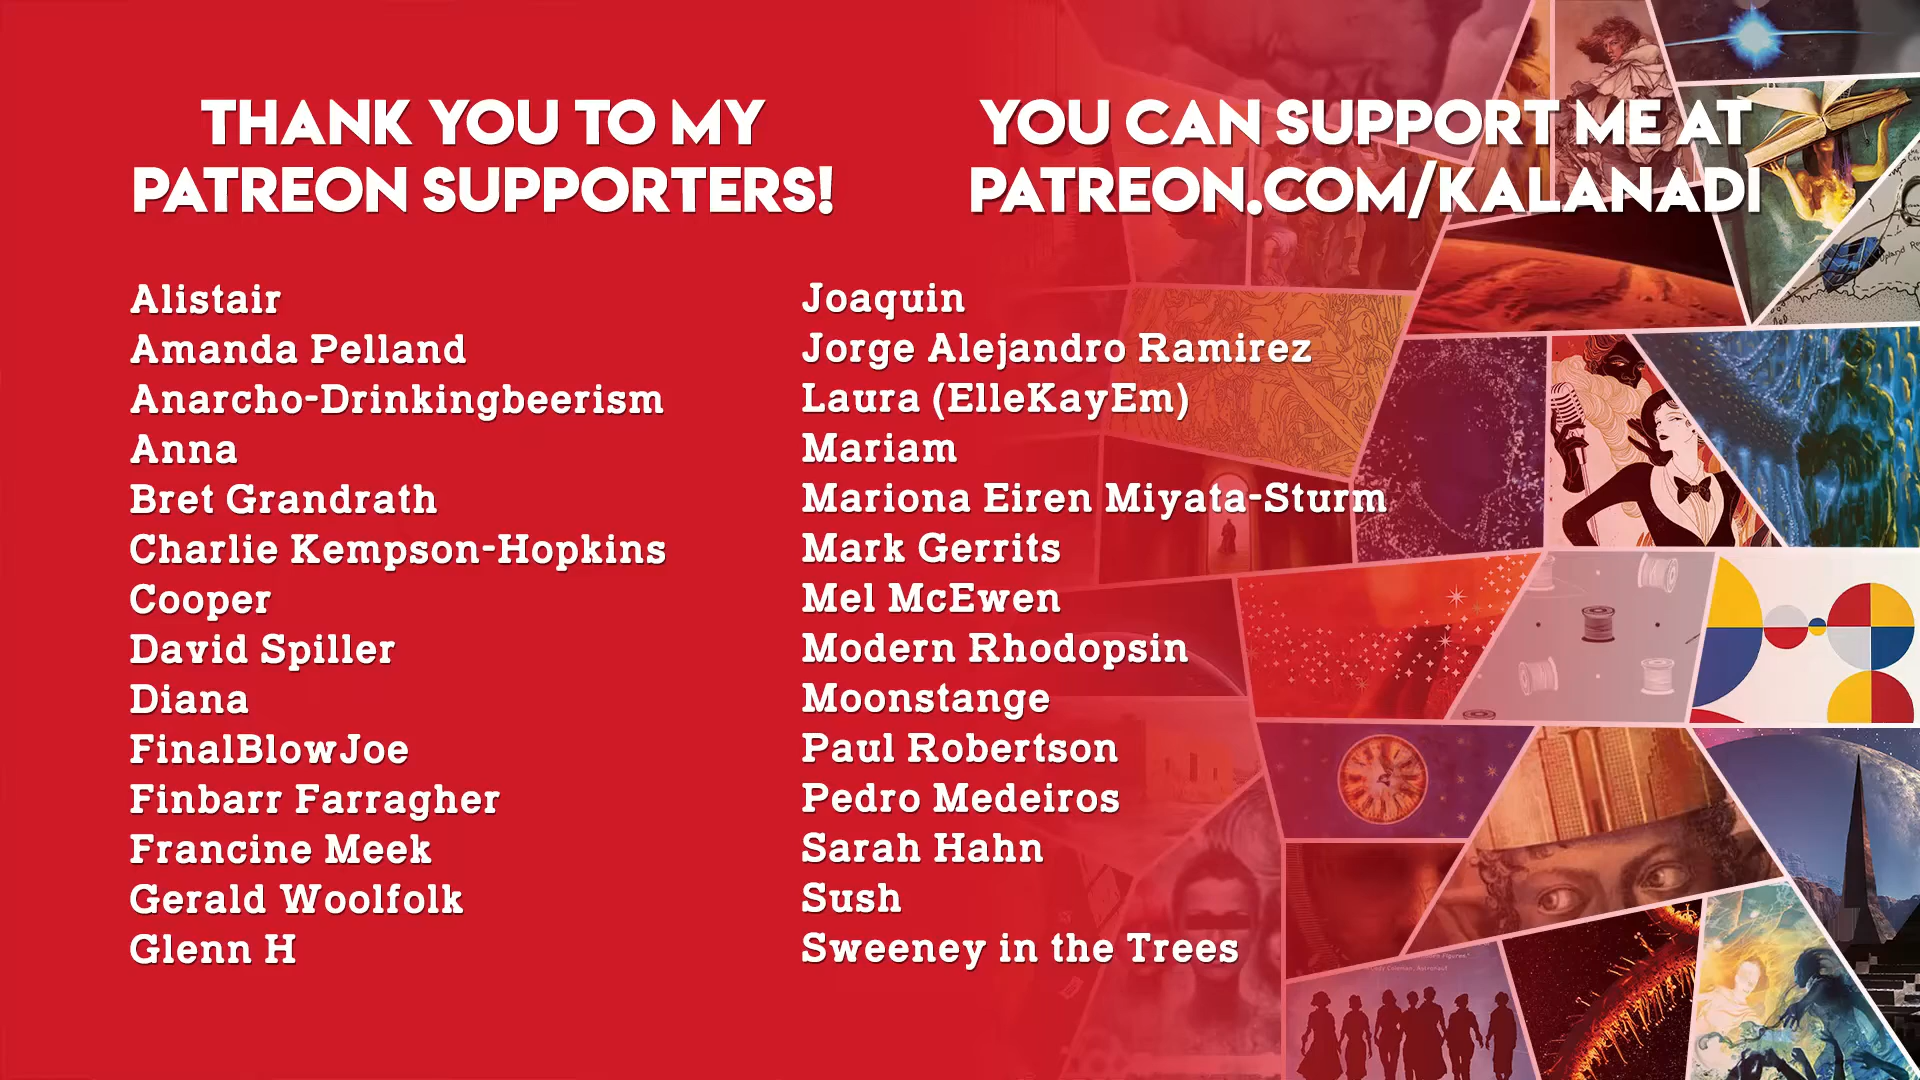 THANK YOU TO MY
PATREON SUPPORTERS!
YOU CAN SUPPORT ME AT
PATREON.COM/KALANADI
Alistair
Amanda Pelland
Anarcho-Drinkingbeerism
Anna
Bret Grandrath
Charlie Kempson-Hopkins
Cooper
David Spiller
Diana
FinalBlowJoe
Finbarr Farragher
Francine Meek
Gerald Woolfolk
Glenn H
Joaquin
Jorge Alejandro Ramirez
Laura (ElleKayEm)
Mariam
Mariona Eiren Miyata-Sturm
Mark Gerrits
Mel McEwen
Modern Rhodopsin
Moonstange
Paul Robertson
Pedro Medeiros
Sarah Hahn
Sush
Sweeney in the Trees
Figures."
Coleman, Astronaut